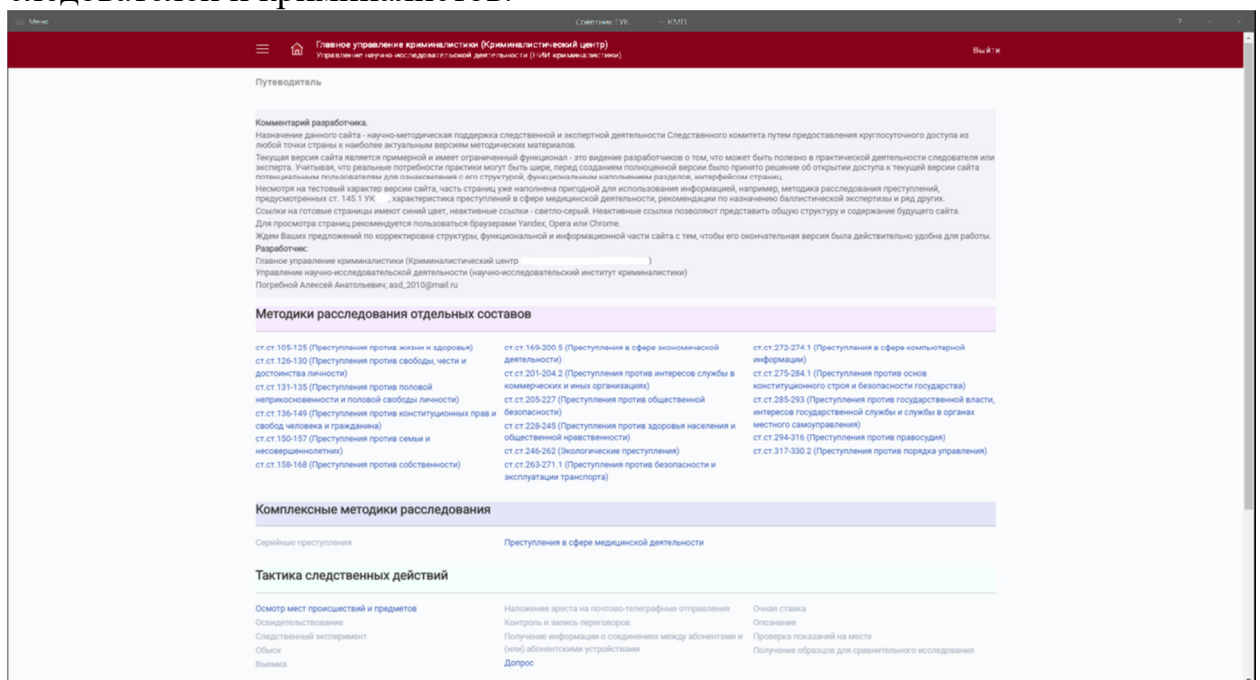 следователей и криминалистов.
Меню
Советник ГУК — КМП
?
Главное управление криминалистики (Криминалистический центр)
Управление научно-исследовательской деятельности (НИИ криминалистики)
Выйти
Путеводитель
Комментарий разработчика.
Назначение данного сайта - научно-методическая поддержка следственной и экспертной деятельности Следственного комитета путем предоставления круглосуточного доступа из
любой точки страны к наиболее актуальным версиям методических материалов.
Текущая версия сайта является примерной и имеет ограниченный функционал - это видение разработчиков о том, что может быть полезно в практической деятельности следователя или
эксперта. Учитывая, что реальные потребности практики могут быть шире, перед созданием полноценной версии было принято решение об открытии доступа к текущей версии сайта
потенциальным пользователям для ознакомления с его структурой, функциональным наполнением разделов, интерфейсом страниц.
Несмотря на тестовый характер версии сайта, часть страниц уже наполнена пригодной для использования информацией, например, методика расследования преступлений,
предусмотренных ст. 145.1 УК , характеристика преступлений в сфере медицинской деятельности, рекомендации по назначению баллистической экспертизы и ряд других.
Ссылки на готовые страницы имеют синий цвет, неактивные ссылки - светло-серый. Неактивные ссылки позволяют представить общую структуру и содержание будущего сайта.
Для просмотра страниц рекомендуется пользоваться браузерами Yandex, Opera или Chrome.
Ждем Ваших предложений по корректировке структуры, функциональной и информационной части сайта с тем, чтобы его окончательная версия была действительно удобна для работы.
Разработчик:
Главное управление криминалистики (Криминалистический центр )
Управление научно-исследовательской деятельности (научно-исследовательский институт криминалистики)
Погребной Алексей Анатольевич; asd_2010@mail.ru
Методики расследования отдельных составов
ст.ст.105-125 (Преступления против жизни и здоровья)
ст.ст.126-130 (Преступления против свободы, чести и
достоинства личности)
ст.ст.131-135 (Преступления против половой
неприкосновенности и половой свободы личности)
ст.ст.136-149 (Преступления против конституционных прав и
свобод человека и гражданина)
ст.ст.150-157 (Преступления против семьи и
несовершеннолетних)
ст.ст.158-168 (Преступления против собственности)
ст.ст.169-200.5 (Преступления в сфере экономической
деятельности)
ст.ст.201-204.2 (Преступления против интересов службы в
коммерческих и иных организациях)
ст.ст.205-227 (Преступления против общественной
безопасности)
ст.ст.228-245 (Преступления против здоровья населения и
общественной нравственности)
ст.ст.246-262 (Экологические преступления)
ст.ст.263-271.1 (Преступления против безопасности и
эксплуатации транспорта)
ст.ст.272-274.1 (Преступления в сфере компьютерной
информации)
ст.ст.275-284.1 (Преступления против основ
конституционного строя и безопасности государства)
ст.ст.285-293 (Преступления против государственной власти,
интересов государственной службы и службы в органах
местного самоуправления)
ст.ст.294-316 (Преступления против правосудия)
ст.ст.317-330.2 (Преступления против порядка управления)
Комплексные методики расследования
Серийные преступления
Преступления в сфере медицинской деятельности
Тактика следственных действий
Осмотр мест происшествий и предметов
Освидетельствование
Следственный эксперимент
Обыск
Выемка
Наложение ареста на почтово-телеграфные отправления
Контроль и запись переговоров
Получение информации о соединениях между абонентами и
(или) абонентскими устройствами
Допрос
Очная ставка
Опознание
Проверка показаний на месте
Получение образцов для сравнительного исследования